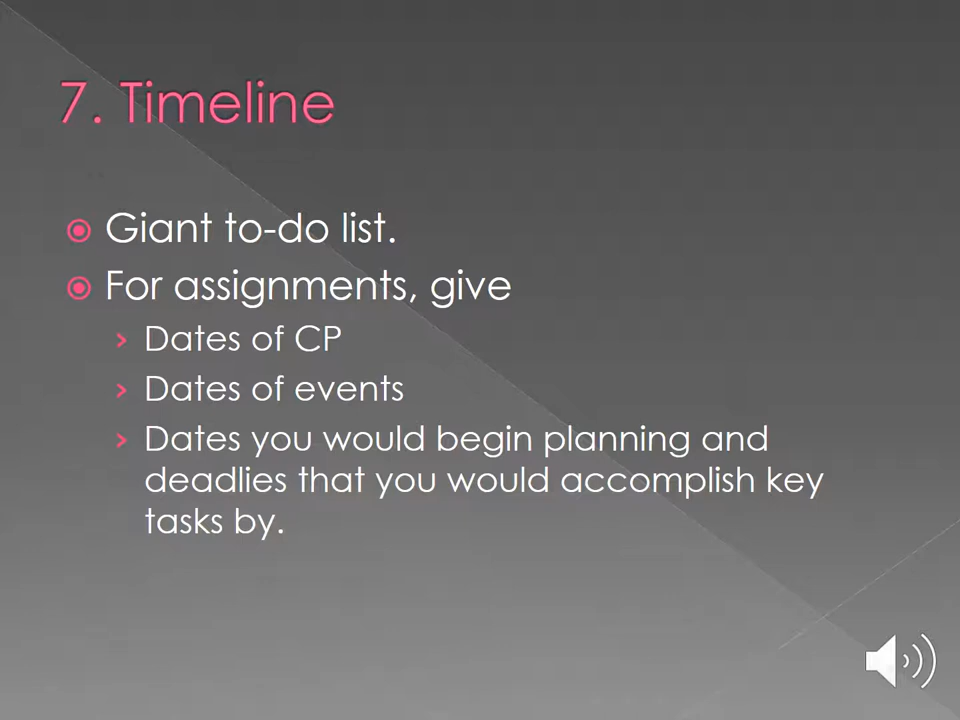 7. Timeline
Giant to-do list.
For assignments, give
Dates of CP
Dates of events
Dates you would begin planning and
deadlies that you would accomplish key
tasks by.